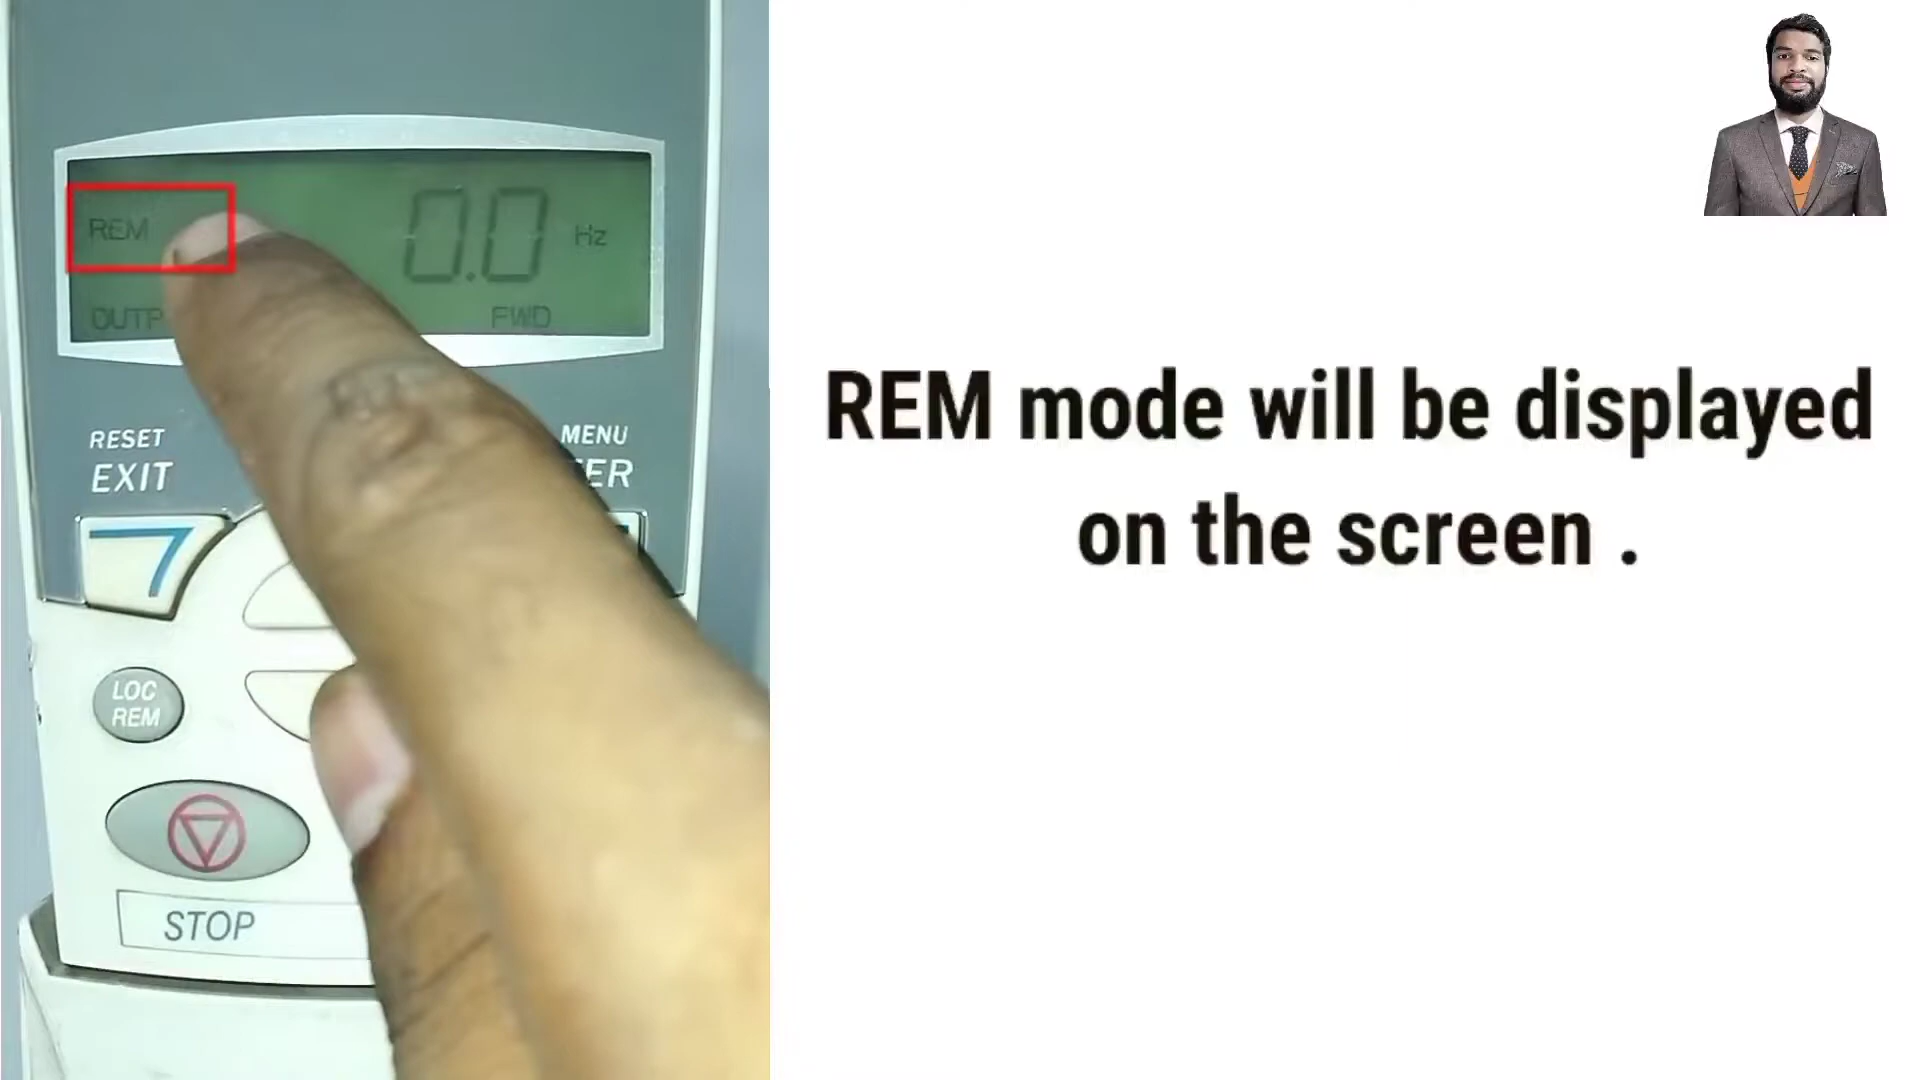 REM
0.0 Hz
OUTP
FWD
RESET
EXIT
MENU
LOC
REM
STOP
REM mode will be displayed
on the screen .